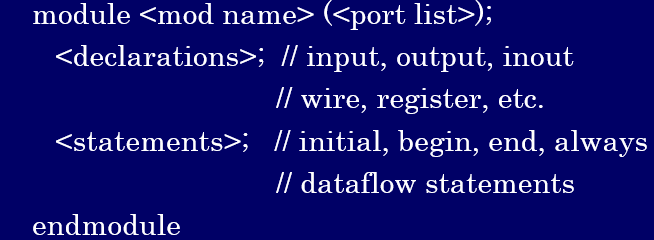 module <mod name> (<port list>);
<declarations>; // input, output, inout
// wire, register, etc.
<statements>; // initial, begin, end, always
// dataflow statements
endmodule